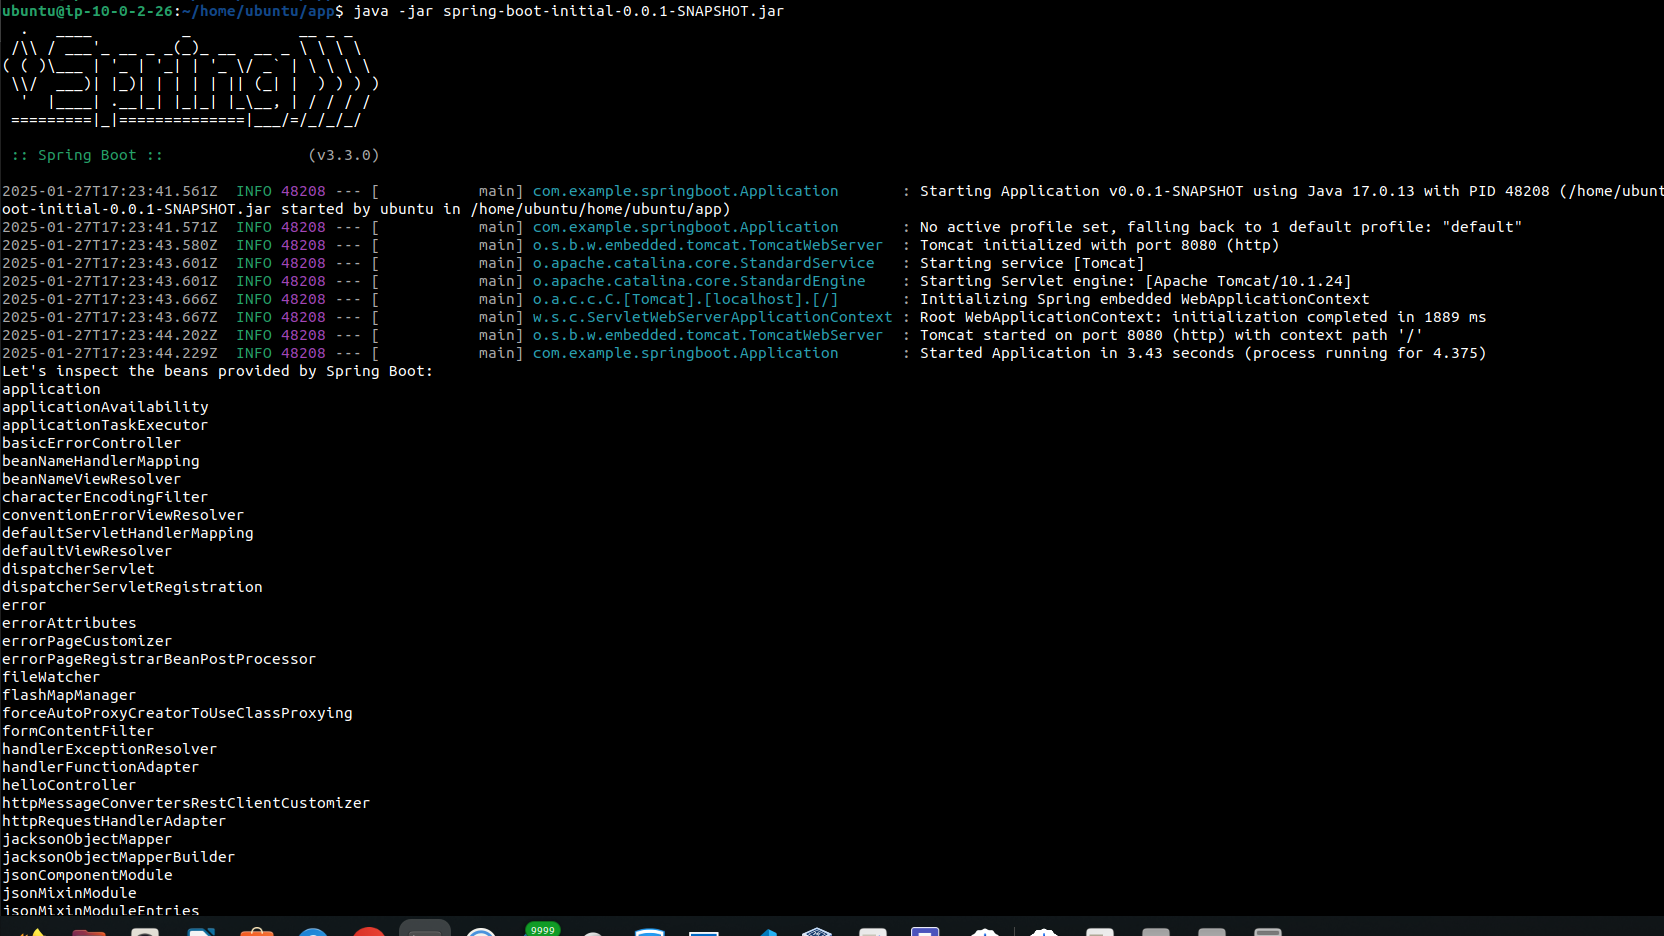 ubuntu@ip-10-0-2-26:~/home/ubuntu/app$ java -jar spring-boot-initial-0.0.1-SNAPSHOT.jar
  .   ____          _            __ _ _
 /\\ / ___'_ __ _ _(_)_ __  __ _ \ \ \ \
( ( )\___ | '_ | '_| | '_ \/ _` | \ \ \ \
 \\/  ___)| |_)| | | | | || (_| |  ) ) ) )
  '  |____| .__|_| |_|_| |_\__, | / / / /
 =========|_|==============|___/=/_/_/_/
 :: Spring Boot ::                (v3.3.0)
2025-01-27T17:23:41.561Z  INFO 48208 --- [           main] com.example.springboot.Application       : Starting Application v0.0.1-SNAPSHOT using Java 17.0.13 with PID 48208 (/home/ubunt
oot-initial-0.0.1-SNAPSHOT.jar started by ubuntu in /home/ubuntu/home/ubuntu/app)
2025-01-27T17:23:41.571Z  INFO 48208 --- [           main] com.example.springboot.Application       : No active profile set, falling back to 1 default profile: "default"
2025-01-27T17:23:43.580Z  INFO 48208 --- [           main] o.s.b.w.embedded.tomcat.TomcatWebServer  : Tomcat initialized with port 8080 (http)
2025-01-27T17:23:43.601Z  INFO 48208 --- [           main] o.apache.catalina.core.StandardService   : Starting service [Tomcat]
2025-01-27T17:23:43.601Z  INFO 48208 --- [           main] o.apache.catalina.core.StandardEngine    : Starting Servlet engine: [Apache Tomcat/10.1.24]
2025-01-27T17:23:43.666Z  INFO 48208 --- [           main] o.a.c.c.C.[Tomcat].[localhost].[/]       : Initializing Spring embedded WebApplicationContext
2025-01-27T17:23:43.667Z  INFO 48208 --- [           main] w.s.c.ServletWebServerApplicationContext : Root WebApplicationContext: initialization completed in 1889 ms
2025-01-27T17:23:44.202Z  INFO 48208 --- [           main] o.s.b.w.embedded.tomcat.TomcatWebServer  : Tomcat started on port 8080 (http) with context path '/'
2025-01-27T17:23:44.229Z  INFO 48208 --- [           main] com.example.springboot.Application       : Started Application in 3.43 seconds (process running for 4.375)
Let's inspect the beans provided by Spring Boot:
application
applicationAvailability
applicationTaskExecutor
basicErrorController
beanNameHandlerMapping
beanNameViewResolver
characterEncodingFilter
conventionErrorViewResolver
defaultServletHandlerMapping
defaultViewResolver
dispatcherServlet
dispatcherServletRegistration
error
errorAttributes
errorPageCustomizer
errorPageRegistrarBeanPostProcessor
fileWatcher
flashMapManager
forceAutoProxyCreatorToUseClassProxying
formContentFilter
handlerExceptionResolver
handlerFunctionAdapter
helloController
httpMessageConvertersRestClientCustomizer
httpRequestHandlerAdapter
jacksonObjectMapper
jacksonObjectMapperBuilder
jsonComponentModule
jsonMixinModule
jsonMixinModuleEntries
9999